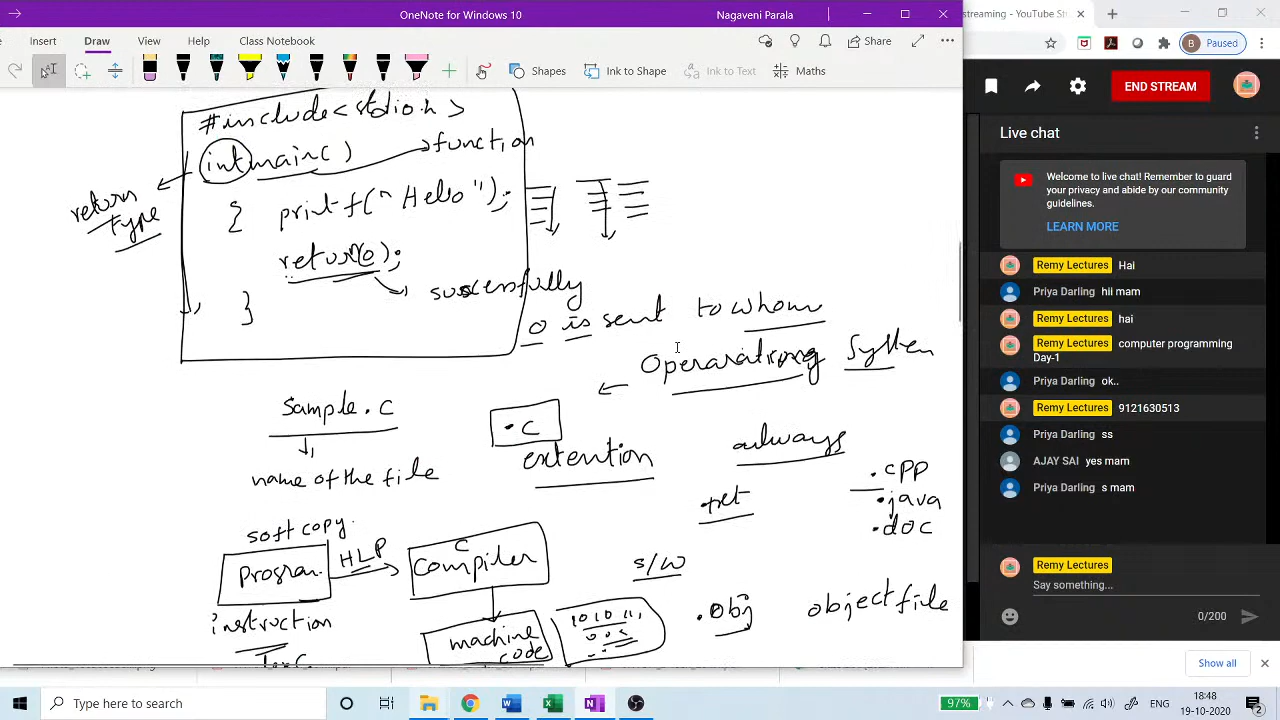 OneNote for Windows 10
Nagaveni Parala
streaming - YouTube St
Insert
Draw
View
Help
Class Notebook
Share
B
Paused
Shapes
Ink to Shape
Ink to Text
Maths
END STREAM
#include<stdio.h>
int main()
function
return
Type
{ printf("Hello");
return(0);
}
successfully
0 is sent to whom
Operarationg System
Sample.c
name of the file
.c
extention
always
.net
.cpp
.java
.doc
soft copy
Program
HLP
C
Compiler
instruction
machine
code
s/w
.obj
object file
Live chat
Welcome to live chat! Remember to guard
your privacy and abide by our community
guidelines.
LEARN MORE
Remy Lectures Hai
Priya Darling hii mam
Remy Lectures hai
Remy Lectures computer programming
Day-1
Priya Darling ok..
Remy Lectures 9121630513
Priya Darling ss
AJAY SAI yes mam
Priya Darling s mam
Remy Lectures
Say something...
0/200
Show all
Type here to search
97%
ENG
18:48
19-10-2020
2